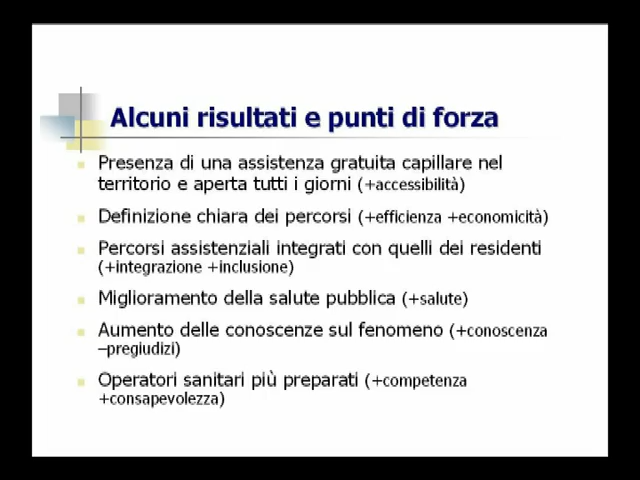 Alcuni risultati e punti di forza
Presenza di una assistenza gratuita capillare nel
territorio e aperta tutti i giorni (+accessibilità)
Definizione chiara dei percorsi (+efficienza +economicità)
Percorsi assistenziali integrati con quelli dei residenti
(+integrazione +inclusione)
Miglioramento della salute pubblica (+salute)
Aumento delle conoscenze sul fenomeno (+conoscenza
–pregiudizi)
Operatori sanitari più preparati (+competenza
+consapevolezza)